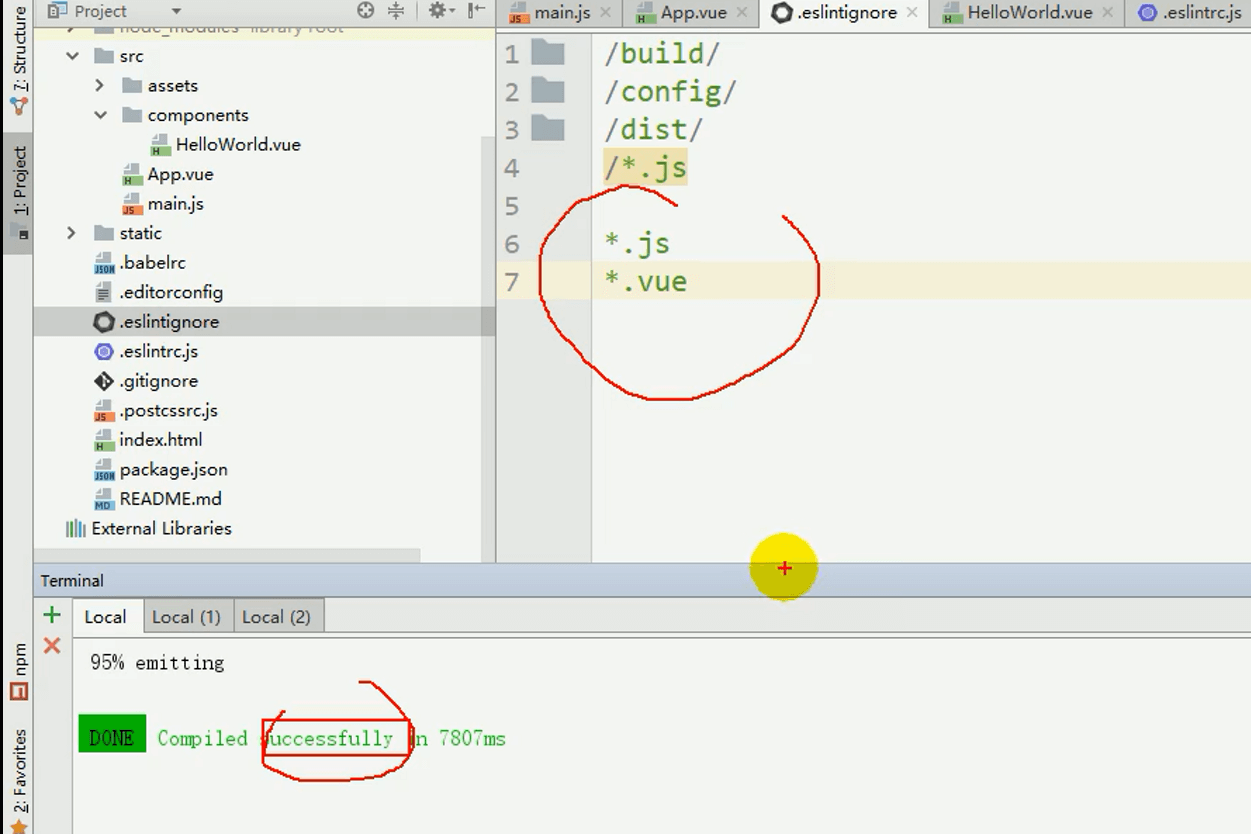 Project
main.js
App.vue
.eslintignore
HelloWorld.vue
.eslintrc.js
7: Structure
1: Project
npm
2: Favorites
node_modules library root
src
assets
components
HelloWorld.vue
App.vue
main.js
static
.babelrc
.editorconfig
.eslintignore
.eslintrc.js
.gitignore
.postcssrc.js
index.html
package.json
README.md
External Libraries
1 /build/
2 /config/
3 /dist/
4 /*.js
5
6 *.js
7 *.vue
Terminal
Local
Local (1)
Local (2)
95% emitting
DONE Compiled successfully in 7807ms